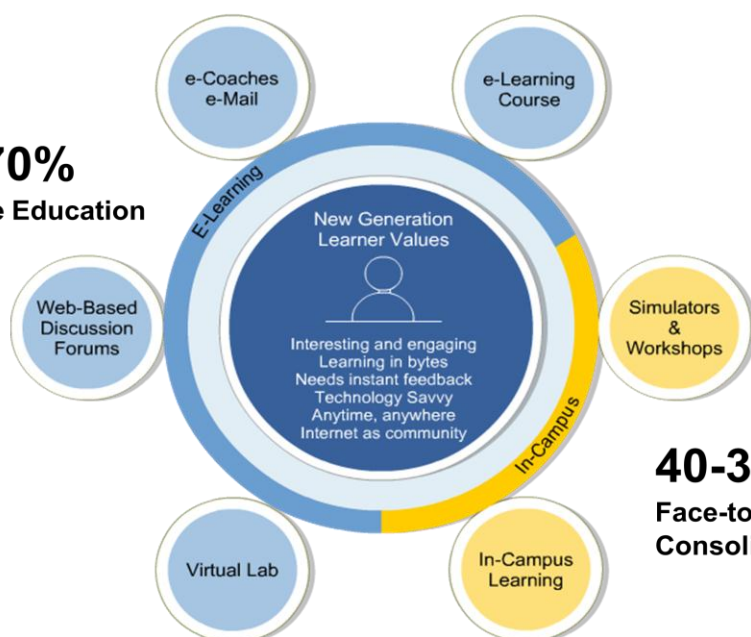 e-Coaches
e-Mail
e-Learning
Course
70%
Education
E-Learning
New Generation
Learner Values
Web-Based
Discussion
Forums
Simulators
&
Workshops
Interesting and engaging
Learning in bytes
Needs instant feedback
Technology Savvy
Anytime, anywhere
Internet as community
In-Campus
Virtual Lab
In-Campus
Learning
40-3
Face-to
Consol